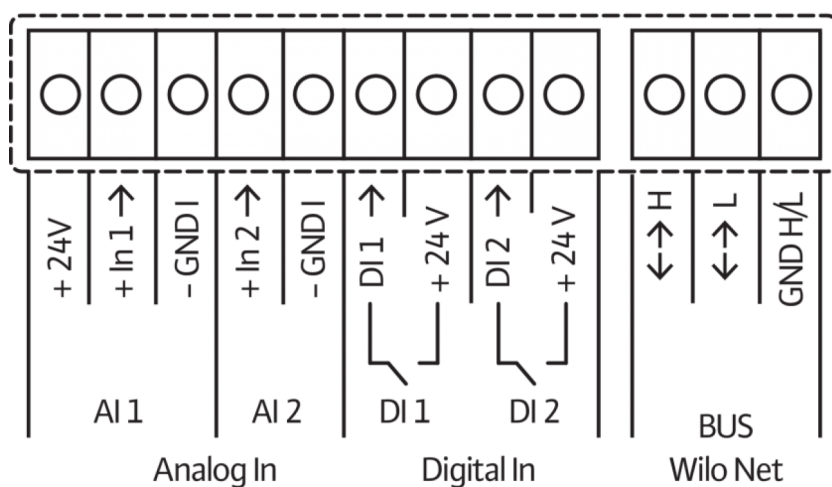 + 24V
+ In 1 →
– GND I
+ In 2 →
– GND I
DI 1 →
+ 24 V
DI 2 →
+ 24 V
↔ H
↔ L
GND H/L
AI 1
AI 2
DI 1
DI 2
BUS
Analog In
Digital In
Wilo Net